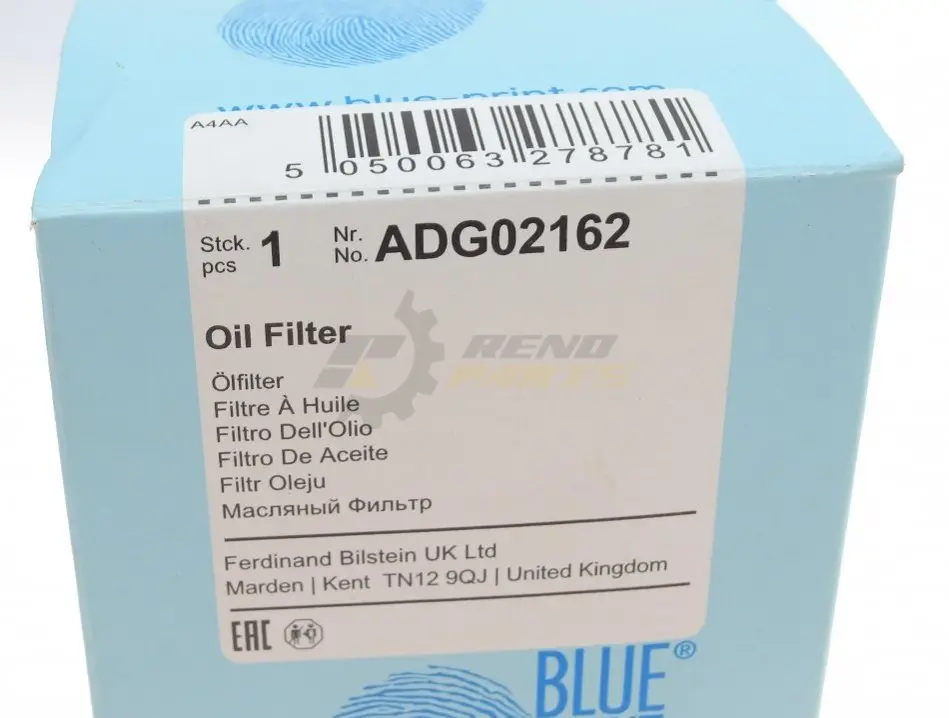 www.blue-print.com
A4AA
5 050063 278781
Stck. 1 Nr. ADG02162
pcs No.
Oil Filter
RENO
PARTS
Ölfilter
Filtre À Huile
Filtro Dell'Olio
Filtro De Aceite
Filtr Oleju
Масляный Фильтр
Ferdinand Bilstein UK Ltd
Marden | Kent TN12 9QJ | United Kingdom
EAC
BLUE®